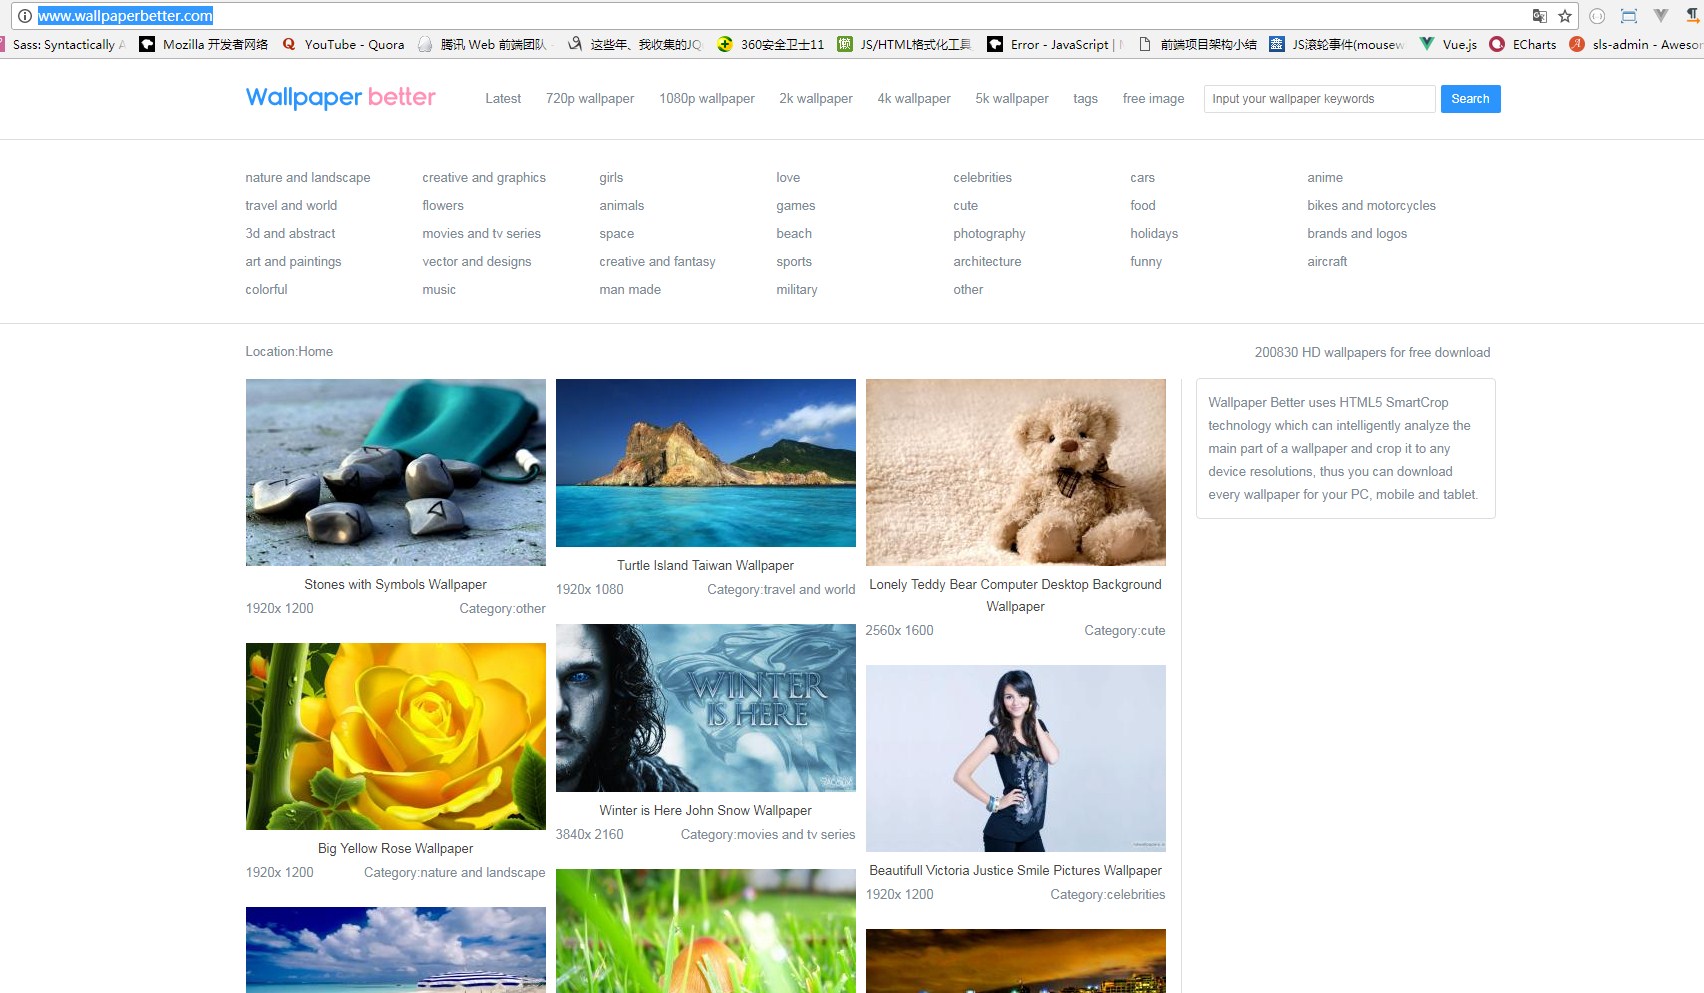 www.wallpaperbetter.com
Sass: Syntactically A
Mozilla 开发者网络
YouTube - Quora
腾讯 Web 前端团队
这些年、我收集的JQ
360安全卫士11
JS/HTML格式化工具
Error - JavaScript |
前端项目架构小结
JS滚轮事件(mousew
Vue.js
ECharts
sls-admin - Aweso
Wallpaper better
Latest
720p wallpaper
1080p wallpaper
2k wallpaper
4k wallpaper
5k wallpaper
tags
free image
Input your wallpaper keywords
Search
nature and landscape
creative and graphics
girls
love
celebrities
cars
anime
travel and world
flowers
animals
games
cute
food
bikes and motorcycles
3d and abstract
movies and tv series
space
beach
photography
holidays
brands and logos
art and paintings
vector and designs
creative and fantasy
sports
architecture
funny
aircraft
colorful
music
man made
military
other
Location:Home
200830 HD wallpapers for free download
Stones with Symbols Wallpaper
1920x 1200
Category:other
Turtle Island Taiwan Wallpaper
1920x 1080
Category:travel and world
Lonely Teddy Bear Computer Desktop Background
Wallpaper
2560x 1600
Category:cute
Wallpaper Better uses HTML5 SmartCrop
technology which can intelligently analyze the
main part of a wallpaper and crop it to any
device resolutions, thus you can download
every wallpaper for your PC, mobile and tablet.
Big Yellow Rose Wallpaper
1920x 1200
Category:nature and landscape
WINTER
IS HERE
Winter is Here John Snow Wallpaper
3840x 2160
Category:movies and tv series
Beautifull Victoria Justice Smile Pictures Wallpaper
1920x 1200
Category:celebrities